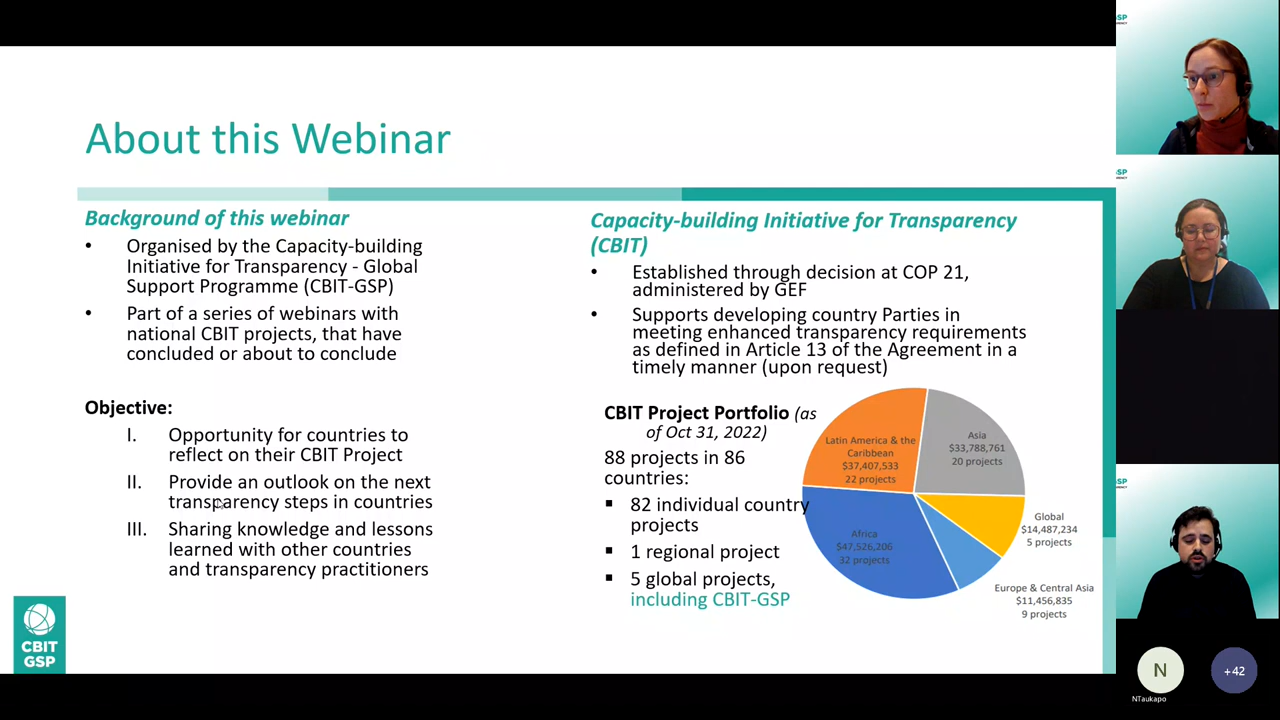 About this Webinar
Background of this webinar
• Organised by the Capacity-building
Initiative for Transparency - Global
Support Programme (CBIT-GSP)
• Part of a series of webinars with
national CBIT projects, that have
concluded or about to conclude
Objective:
I. Opportunity for countries to
reflect on their CBIT Project
II. Provide an outlook on the next
transparency steps in countries
III. Sharing knowledge and lessons
learned with other countries
and transparency practitioners
CBIT
GSP
Capacity-building Initiative for Transparency
(CBIT)
• Established through decision at COP 21,
administered by GEF
• Supports developing country Parties in
meeting enhanced transparency requirements
as defined in Article 13 of the Agreement in a
timely manner (upon request)
CBIT Project Portfolio (as
of Oct 31, 2022)
88 projects in 86
countries:
▪ 82 individual country
projects
▪ 1 regional project
▪ 5 global projects,
including CBIT-GSP
Latin America & the
Caribbean
$37,407,533
22 projects
Asia
$33,788,761
20 projects
Africa
$47,526,206
32 projects
Global
$14,487,234
5 projects
Europe & Central Asia
$11,456,835
9 projects
GSP
GSP
GSP
N
NTaukapo
+42